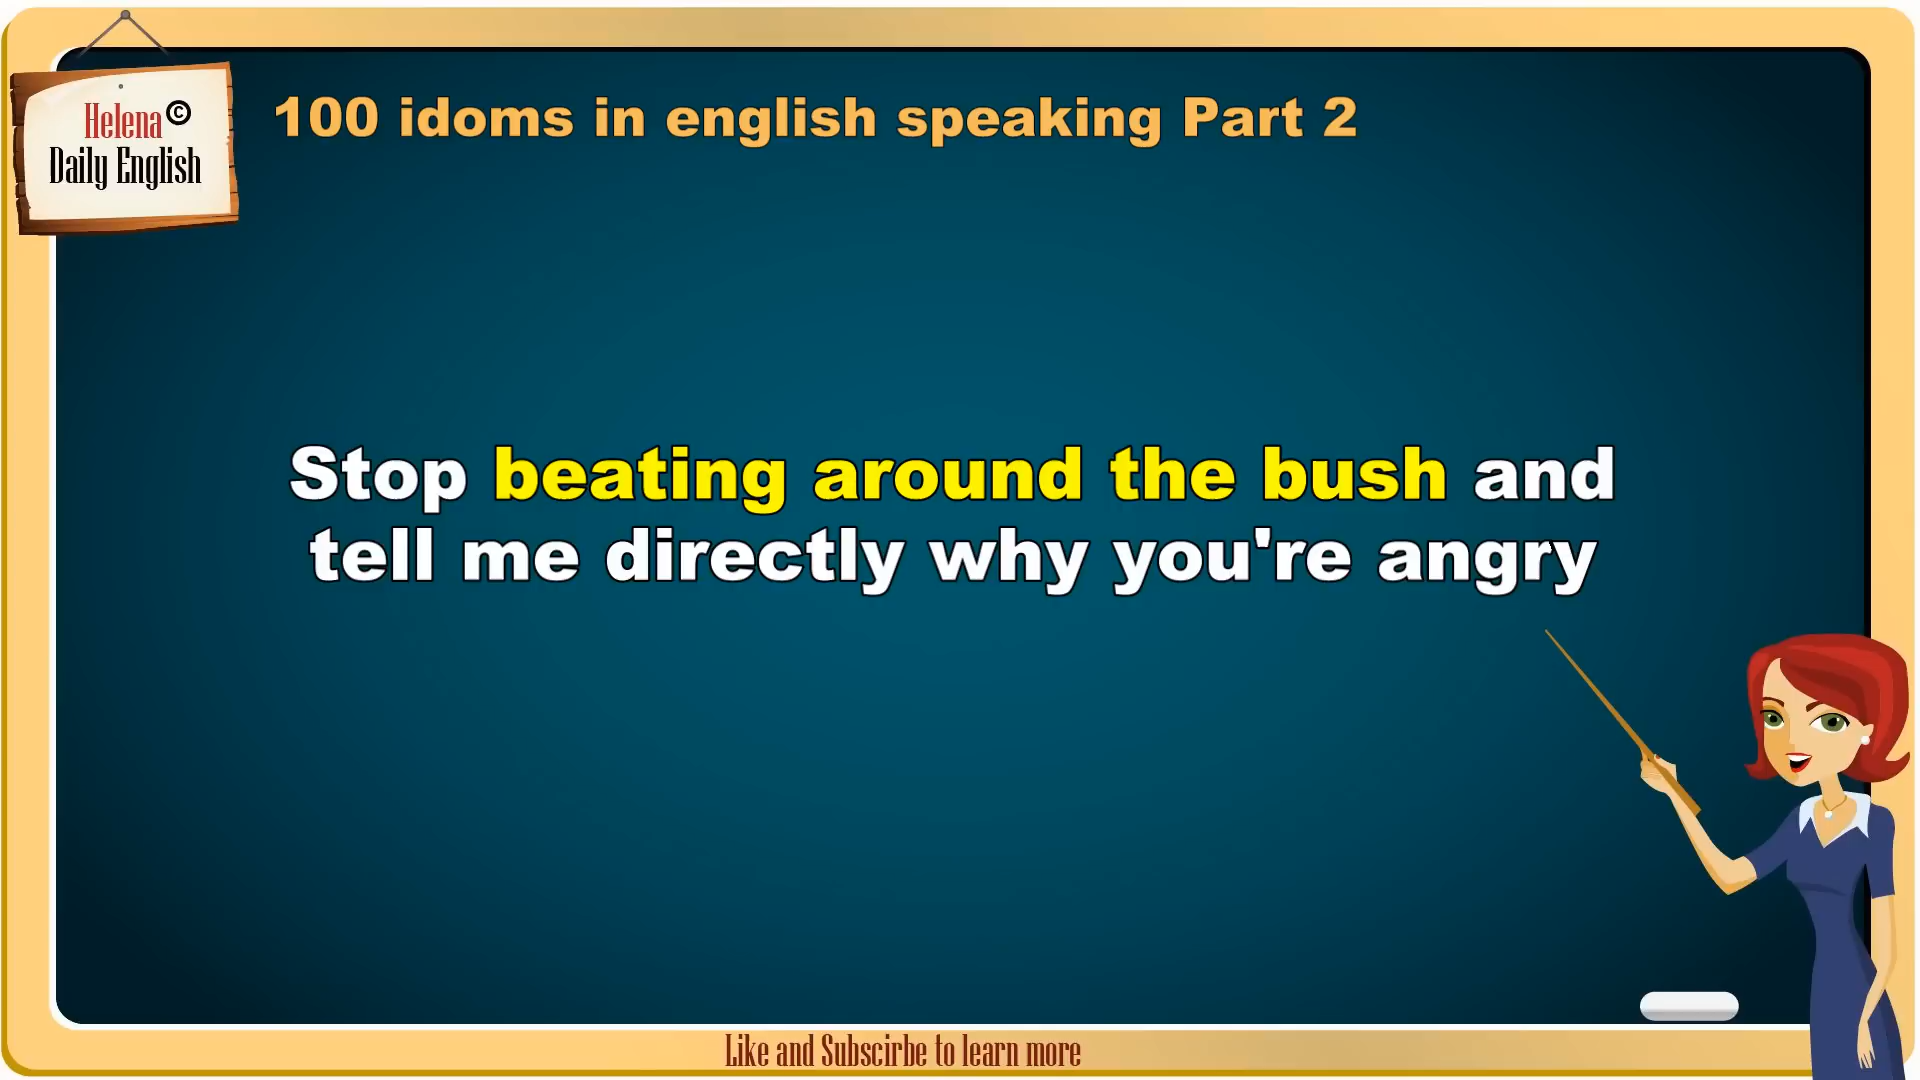 Helena ©
Daily English
100 idoms in english speaking Part 2
Stop beating around the bush and
tell me directly why you're angry
Like and Subscirbe to learn more